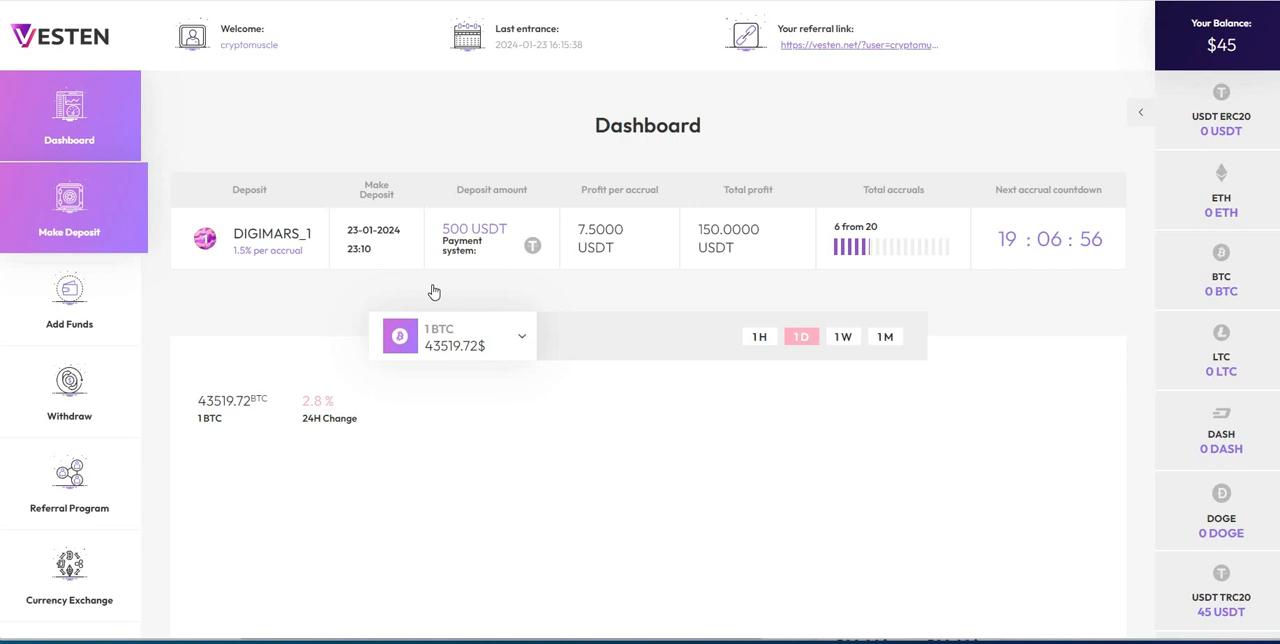 VESTEN
Welcome:
cryptomuscle
Last entrance:
2024-01-23 16:15:38
Your referral link:
https://vesten.net/?user=cryptomu...
Your Balance:
$45
Dashboard
Make Deposit
Add Funds
Withdraw
Referral Program
Currency Exchange
Dashboard
Deposit
Make
Deposit
Deposit amount
Profit per accrual
Total profit
Total accruals
Next accrual countdown
DIGIMARS_1
1.5% per accrual
23-01-2024
23:10
500 USDT
Payment
system:
7.5000
USDT
150.0000
USDT
6 from 20
19 : 06 : 56
1 BTC
43519.72$
1 H
1 D
1 W
1 M
43519.72BTC
1 BTC
2.8 %
24H Change
USDT ERC20
0 USDT
ETH
0 ETH
BTC
0 BTC
LTC
0 LTC
DASH
0 DASH
DOGE
0 DOGE
USDT TRC20
45 USDT